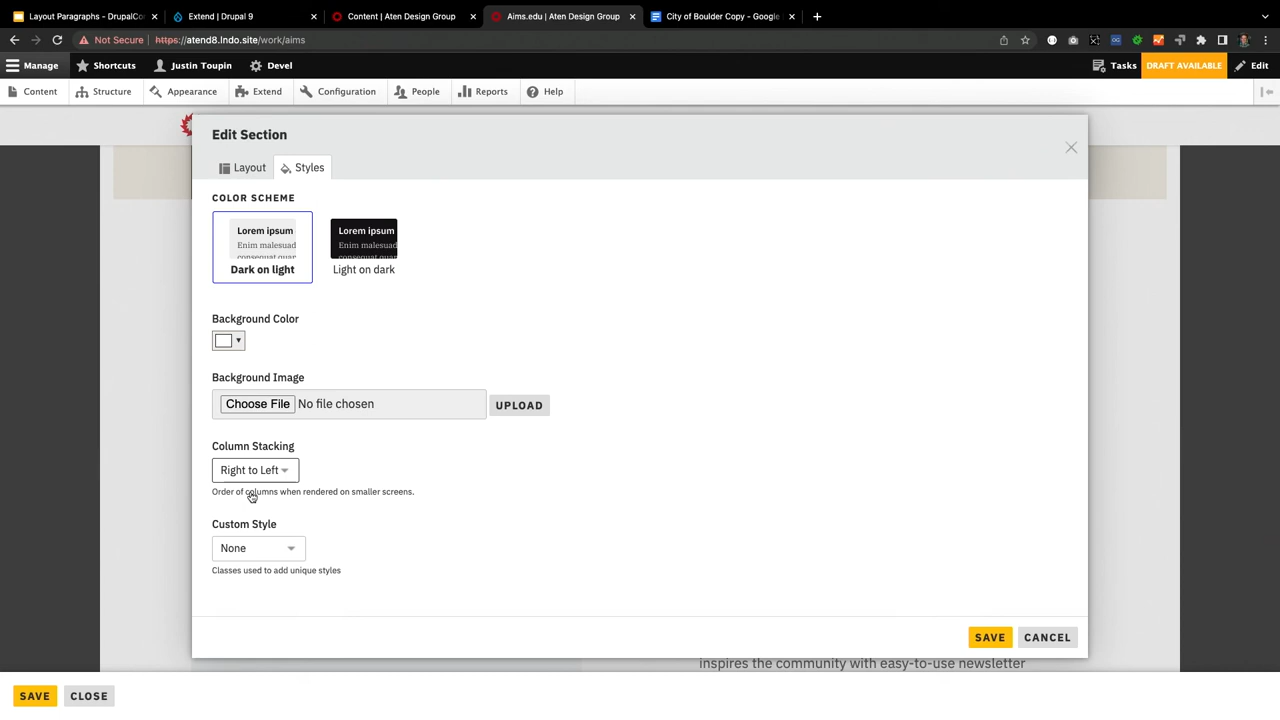 Layout Paragraphs - DrupalCo
Extend | Drupal 9
Content | Aten Design Group
Aims.edu | Aten Design Group
City of Boulder Copy - Google
Not Secure
https://atend8.lndo.site/work/aims
Manage
Shortcuts
Justin Toupin
Devel
Tasks
DRAFT AVAILABLE
Edit
Content
Structure
Appearance
Extend
Configuration
People
Reports
Help
Edit Section
Layout
Styles
COLOR SCHEME
Lorem ipsum
Enim malesuad
consequat quar
Dark on light
Lorem ipsum
Enim malesuad
consequat quar
Light on dark
Background Color
Background Image
Choose File No file chosen
UPLOAD
Column Stacking
Right to Left
Order of columns when rendered on smaller screens.
Custom Style
None
Classes used to add unique styles
SAVE
CANCEL
inspires the community with easy-to-use newsletter
SAVE
CLOSE